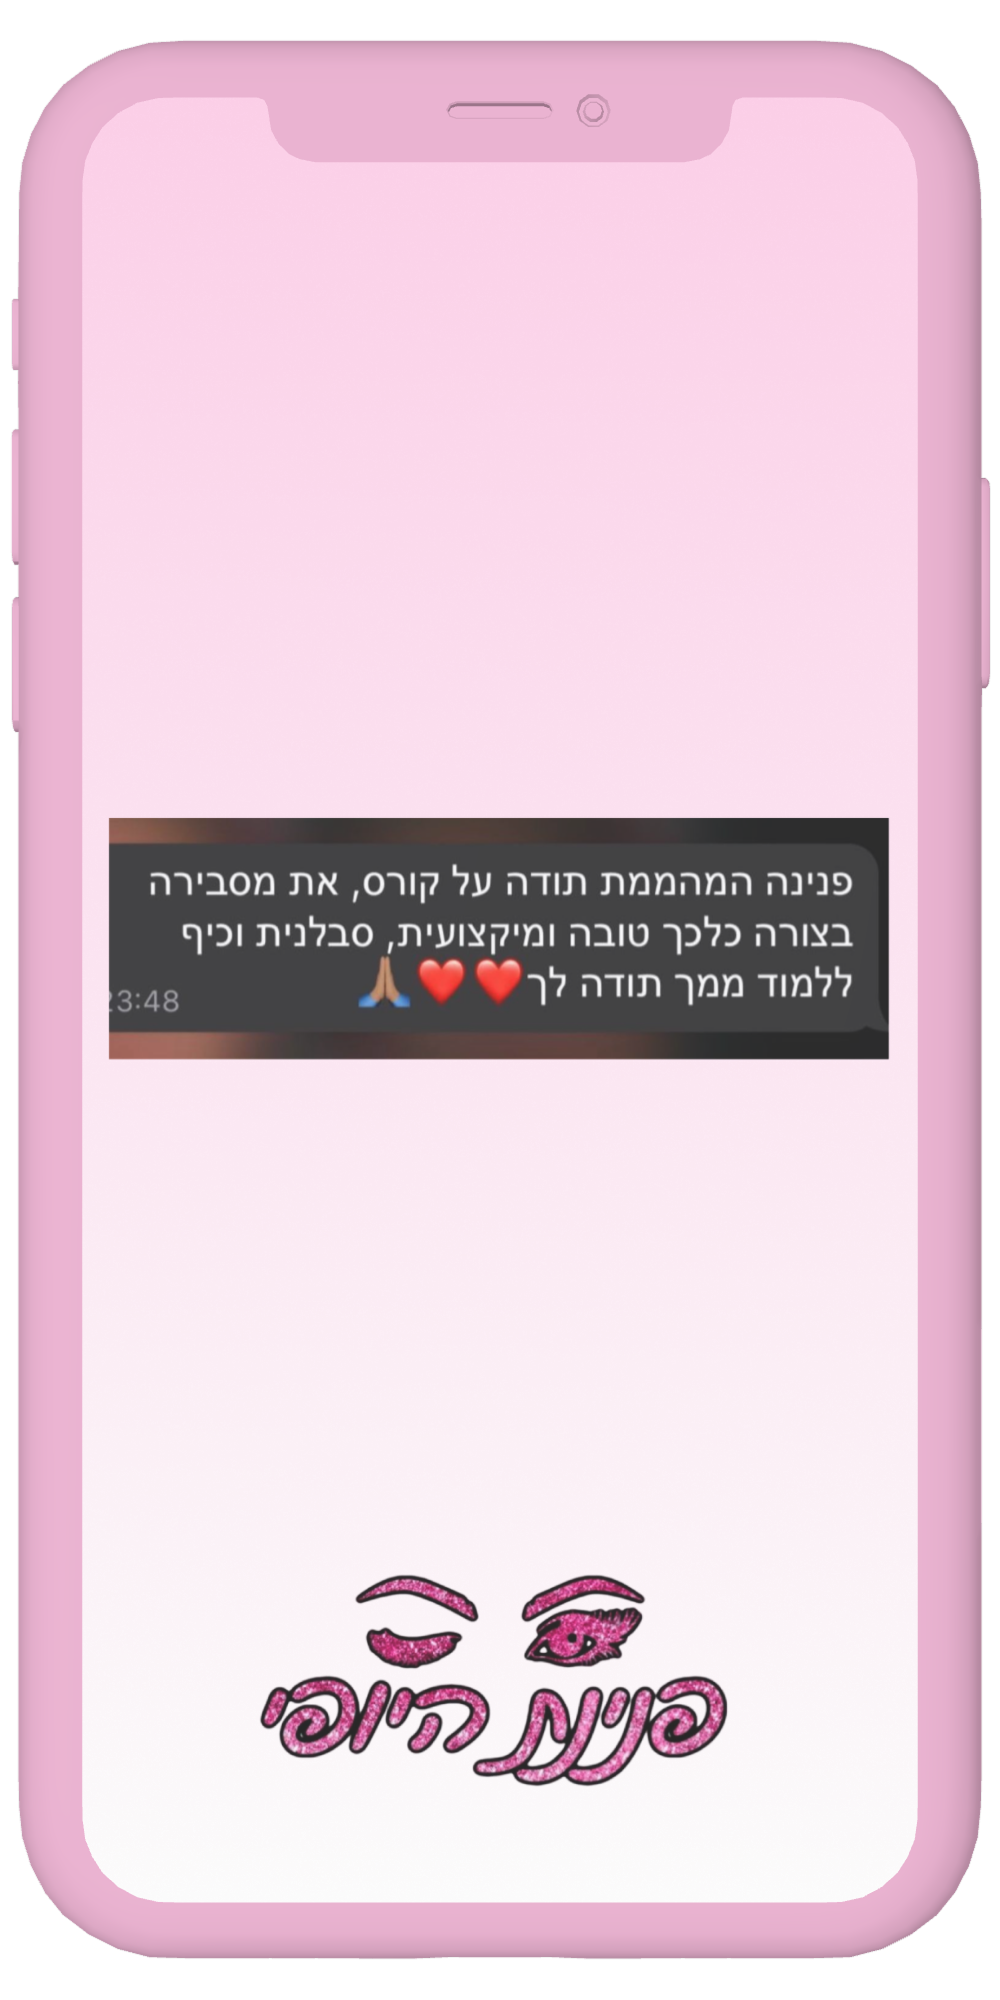 פנינה המהממת תודה על קורס, את מסבירה
בצורה כלכך טובה ומיקצועית, סבלנית וכיף
ללמוד ממך תודה לך❤️❤️🙏🏽
23:48
פנינת היופי